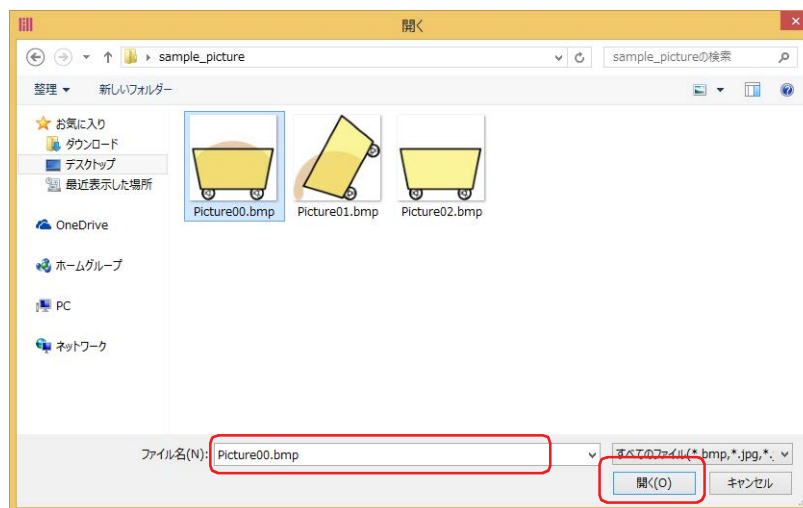 開く
sample_picture
sample_pictureの検索
整理
新しいフォルダー
お気に入り
ダウンロード
デスクトップ
最近表示した場所
OneDrive
ホームグループ
PC
ネットワーク
Picture00.bmp
Picture01.bmp
Picture02.bmp
ファイル名(N):
Picture00.bmp
すべてのファイル(*.bmp,*.jpg,*.
開く(O)
キャンセル